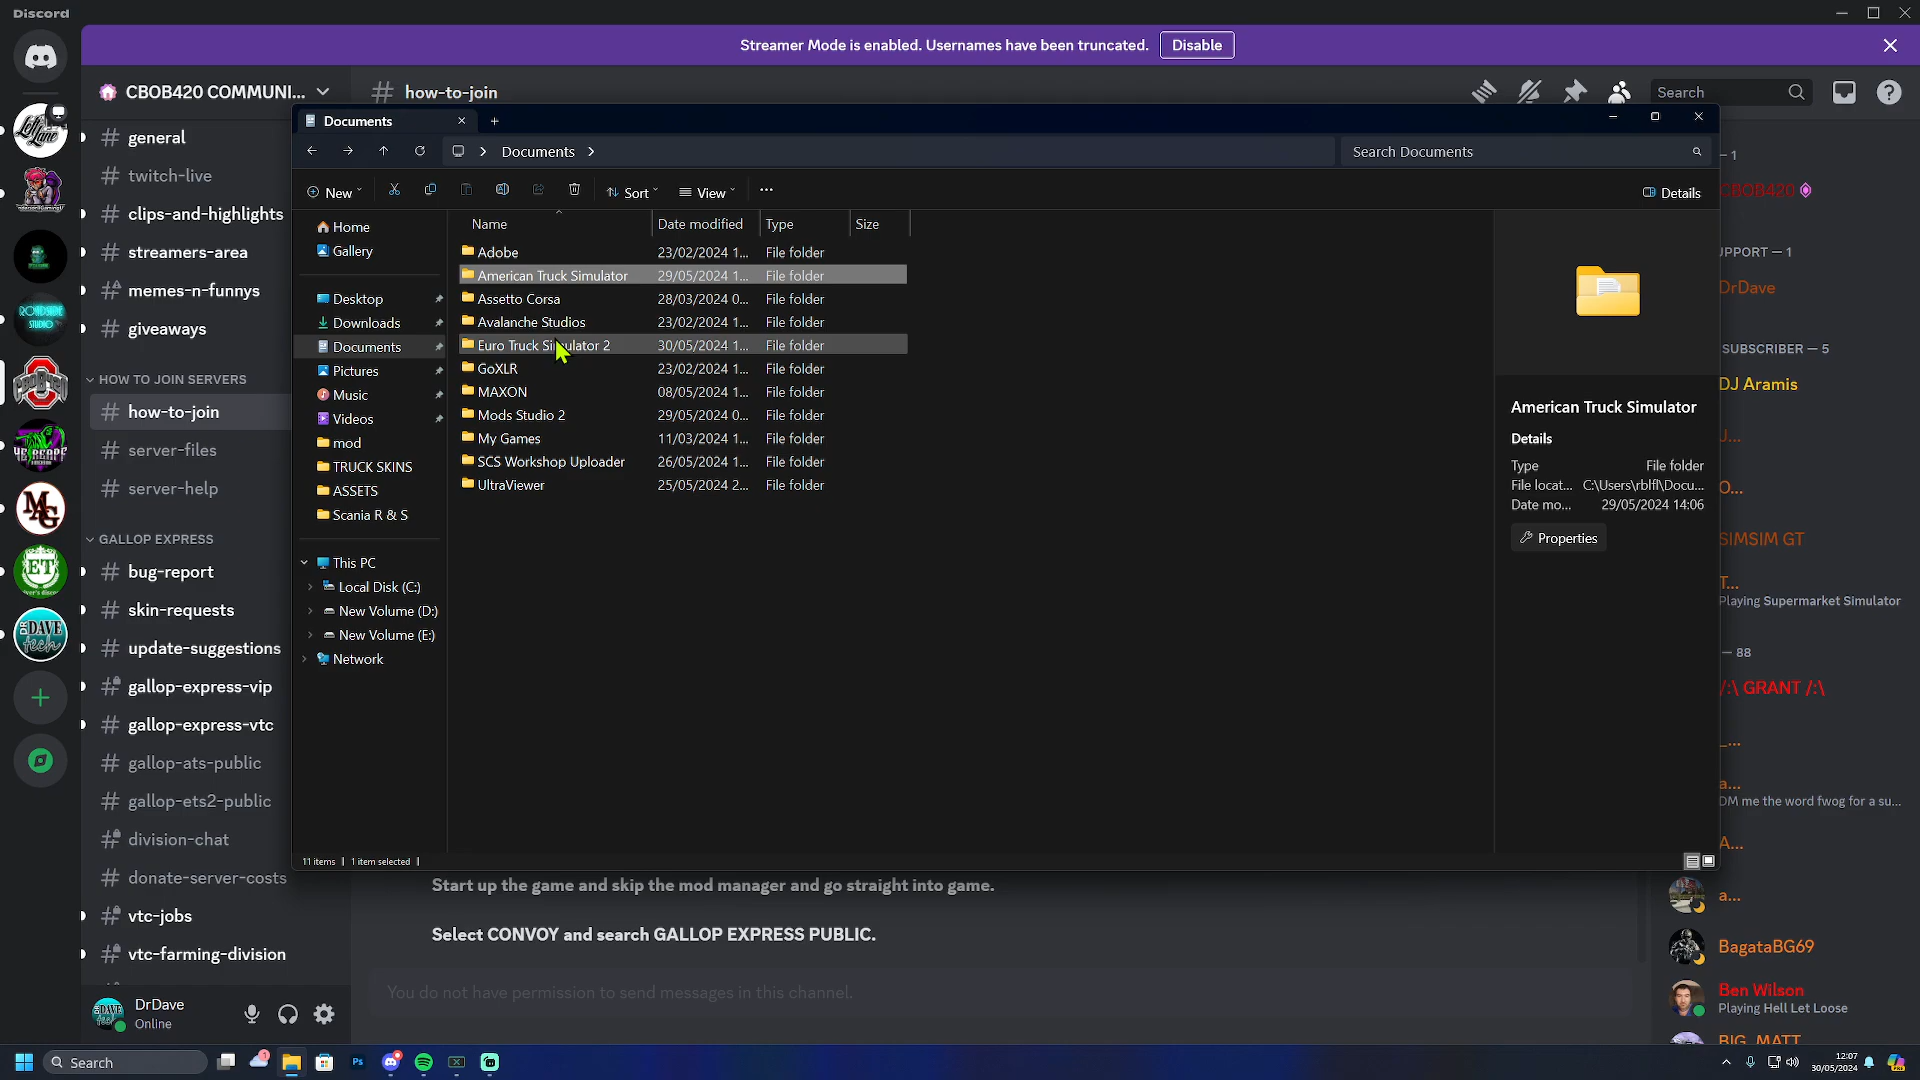 Discord
Streamer Mode is enabled. Usernames have been truncated. Disable
CBOB420 COMMUNI...
how-to-join
Search
general
twitch-live
clips-and-highlights
streamers-area
memes-n-funnys
giveaways
HOW TO JOIN SERVERS
how-to-join
server-files
server-help
GALLOP EXPRESS
bug-report
skin-requests
update-suggestions
gallop-express-vip
gallop-express-vtc
gallop-ats-public
gallop-ets2-public
division-chat
donate-server-costs
vtc-jobs
vtc-farming-division
DrDave
Online
Documents
Documents
Search Documents
New
Sort
View
Details
Home
Gallery
Desktop
Downloads
Documents
Pictures
Music
Videos
mod
TRUCK SKINS
ASSETS
Scania R & S
This PC
Local Disk (C:)
New Volume (D:)
New Volume (E:)
Network
Name Date modified Type Size
Adobe 23/02/2024 1... File folder
American Truck Simulator 29/05/2024 1... File folder
Assetto Corsa 28/03/2024 0... File folder
Avalanche Studios 23/02/2024 1... File folder
Euro Truck Simulator 2 30/05/2024 1... File folder
GoXLR 23/02/2024 1... File folder
MAXON 08/05/2024 1... File folder
Mods Studio 2 29/05/2024 0... File folder
My Games 11/03/2024 1... File folder
SCS Workshop Uploader 26/05/2024 1... File folder
UltraViewer 25/05/2024 2... File folder
American Truck Simulator
Details
Type File folder
File locat... C:\Users\rblfl\Docu...
Date mo... 29/05/2024 14:06
Properties
11 items 1 item selected
Start up the game and skip the mod manager and go straight into game.
Select CONVOY and search GALLOP EXPRESS PUBLIC.
You do not have permission to send messages in this channel.
— 1
CBOB420
UPPORT — 1
DrDave
SUBSCRIBER — 5
DJ Aramis
J...
O...
SIMSIM GT
T...
Playing Supermarket Simulator
— 88
/:\ GRANT /:\
_...
a...
DM me the word fwog for a su...
A...
a...
BagataBG69
Ben Wilson
Playing Hell Let Loose
BIG_MATT
Search
12:07
30/05/2024